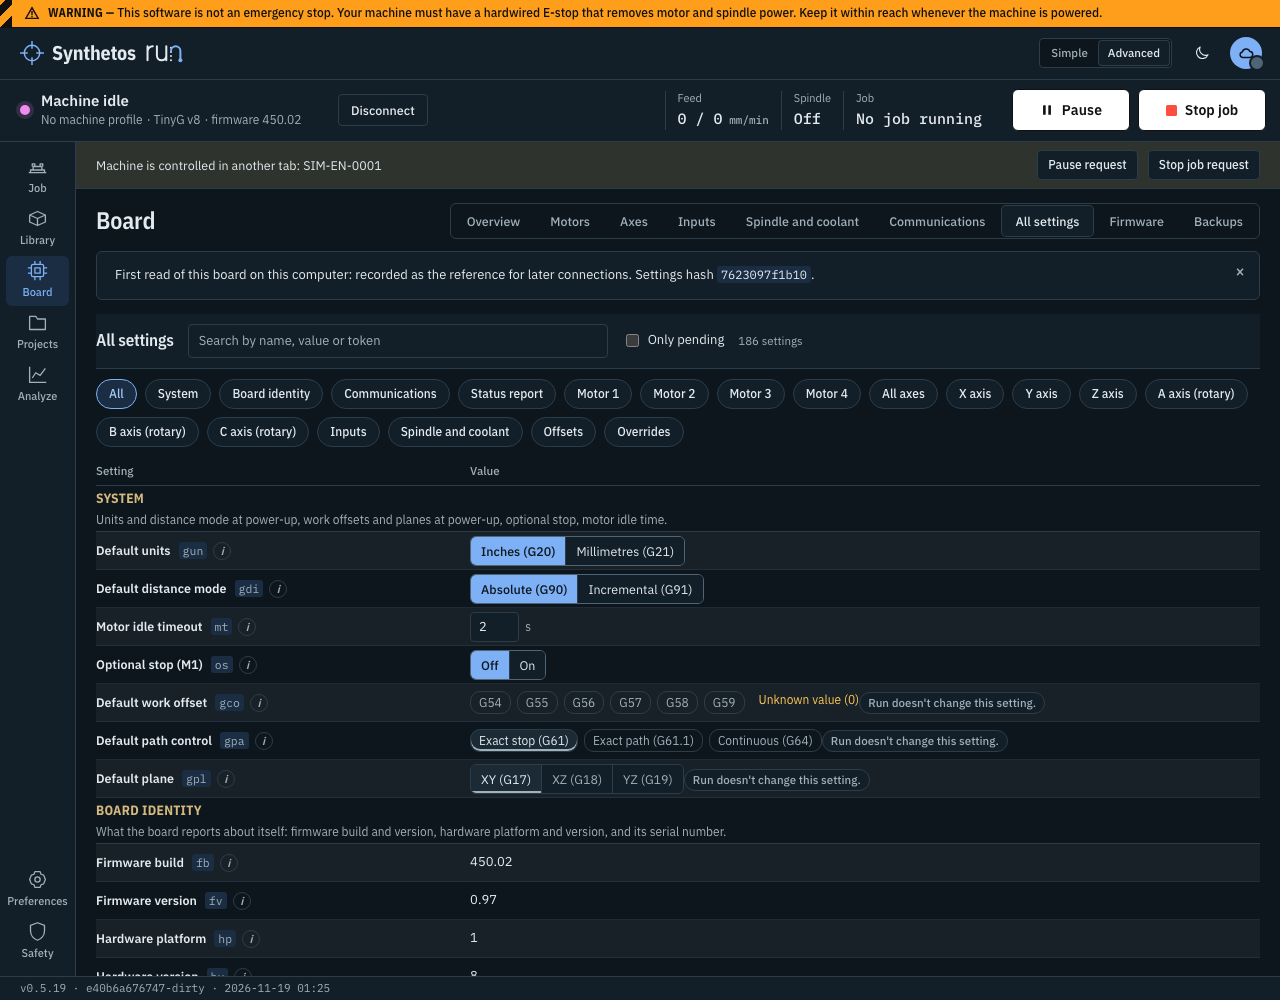 WARNING — This software is not an emergency stop. Your machine must have a hardwired E-stop that removes motor and spindle power. Keep it within reach whenever the machine is powered.
Synthetos run
Simple Advanced
Machine idle
No machine profile · TinyG v8 · firmware 450.02
Disconnect
Feed
0 / 0 mm/min
Spindle
Off
Job
No job running
Pause
Stop job
Job
Library
Board
Projects
Analyze
Preferences
Safety
Machine is controlled in another tab: SIM-EN-0001
Pause request
Stop job request
Board
Overview Motors Axes Inputs Spindle and coolant Communications All settings Firmware Backups
First read of this board on this computer: recorded as the reference for later connections. Settings hash 7623097f1b10.
×
All settings
Search by name, value or token
Only pending
186 settings
All System Board identity Communications Status report Motor 1 Motor 2 Motor 3 Motor 4 All axes X axis Y axis Z axis A axis (rotary)
B axis (rotary) C axis (rotary) Inputs Spindle and coolant Offsets Overrides
Setting Value
SYSTEM
Units and distance mode at power-up, work offsets and planes at power-up, optional stop, motor idle time.
Default units gun i Inches (G20) Millimetres (G21)
Default distance mode gdi i Absolute (G90) Incremental (G91)
Motor idle timeout mt i 2 s
Optional stop (M1) os i Off On
Default work offset gco i G54 G55 G56 G57 G58 G59 Unknown value (0) Run doesn't change this setting.
Default path control gpa i Exact stop (G61) Exact path (G61.1) Continuous (G64) Run doesn't change this setting.
Default plane gpl i XY (G17) XZ (G18) YZ (G19) Run doesn't change this setting.
BOARD IDENTITY
What the board reports about itself: firmware build and version, hardware platform and version, and its serial number.
Firmware build fb i 450.02
Firmware version fv i 0.97
Hardware platform hp i 1
Hardware version hv i 8
v0.5.19 · e40b6a676747-dirty · 2026-11-19 01:25